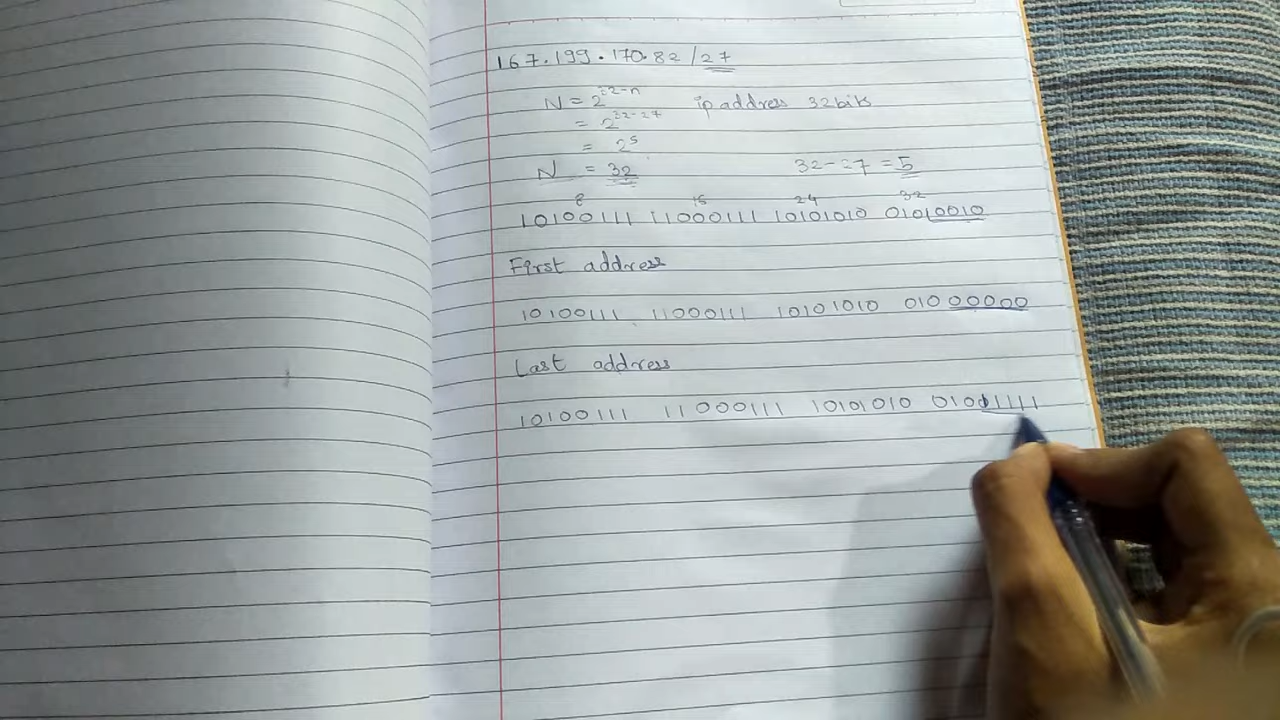 167.199.170.82/27
N = 2^32-n ip address 32 bits
= 2^32-27
= 2^5
N = 32 32-27 = 5
8 16 24 32
10100111 11000111 10101010 01010010
First address
10100111 11000111 10101010 01000000
Last address
10100111 11000111 10101010 01011111